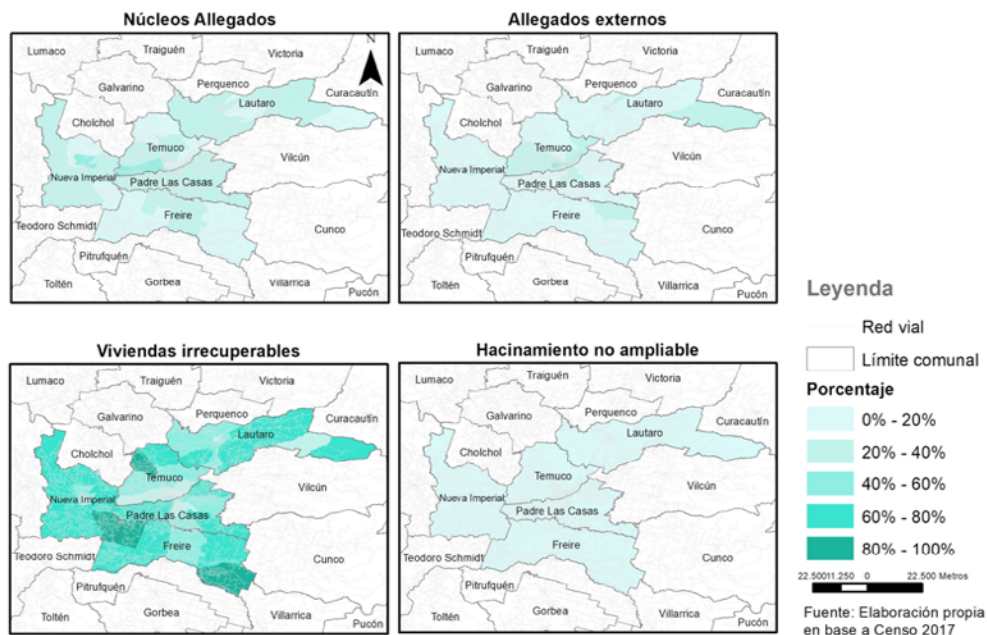 Núcleos Allegados
N
Lumaco
Traiguén
Victoria
Galvarino
Perquenco
Curacautín
Cholchol
Lautaro
Temuco
Vilcún
Nueva Imperial
Padre Las Casas
Freire
Teodoro Schmidt
Cunco
Pitrufquén
Toltén
Gorbea
Villarrica
Pucón
Allegados externos
Lumaco
Traiguén
Victoria
Galvarino
Perquenco
Curacautín
Cholchol
Lautaro
Temuco
Vilcún
Nueva Imperial
Padre Las Casas
Freire
Teodoro Schmidt
Cunco
Pitrufquén
Toltén
Gorbea
Villarrica
Pucón
Viviendas irrecuperables
Lumaco
Traiguén
Victoria
Galvarino
Perquenco
Curacautín
Cholchol
Lautaro
Temuco
Vilcún
Nueva Imperial
Padre Las Casas
Freire
Teodoro Schmidt
Cunco
Pitrufquén
Toltén
Gorbea
Villarrica
Pucón
Hacinamiento no ampliable
Lumaco
Traiguén
Victoria
Galvarino
Perquenco
Curacautín
Cholchol
Lautaro
Temuco
Vilcún
Nueva Imperial
Padre Las Casas
Freire
Teodoro Schmidt
Cunco
Pitrufquén
Toltén
Gorbea
Villarrica
Pucón
Leyenda
Red vial
Límite comunal
Porcentaje
0% - 20%
20% - 40%
40% - 60%
60% - 80%
80% - 100%
22.500 11.250 0 22.500 Metros
Fuente: Elaboración propia
en base a Censo 2017